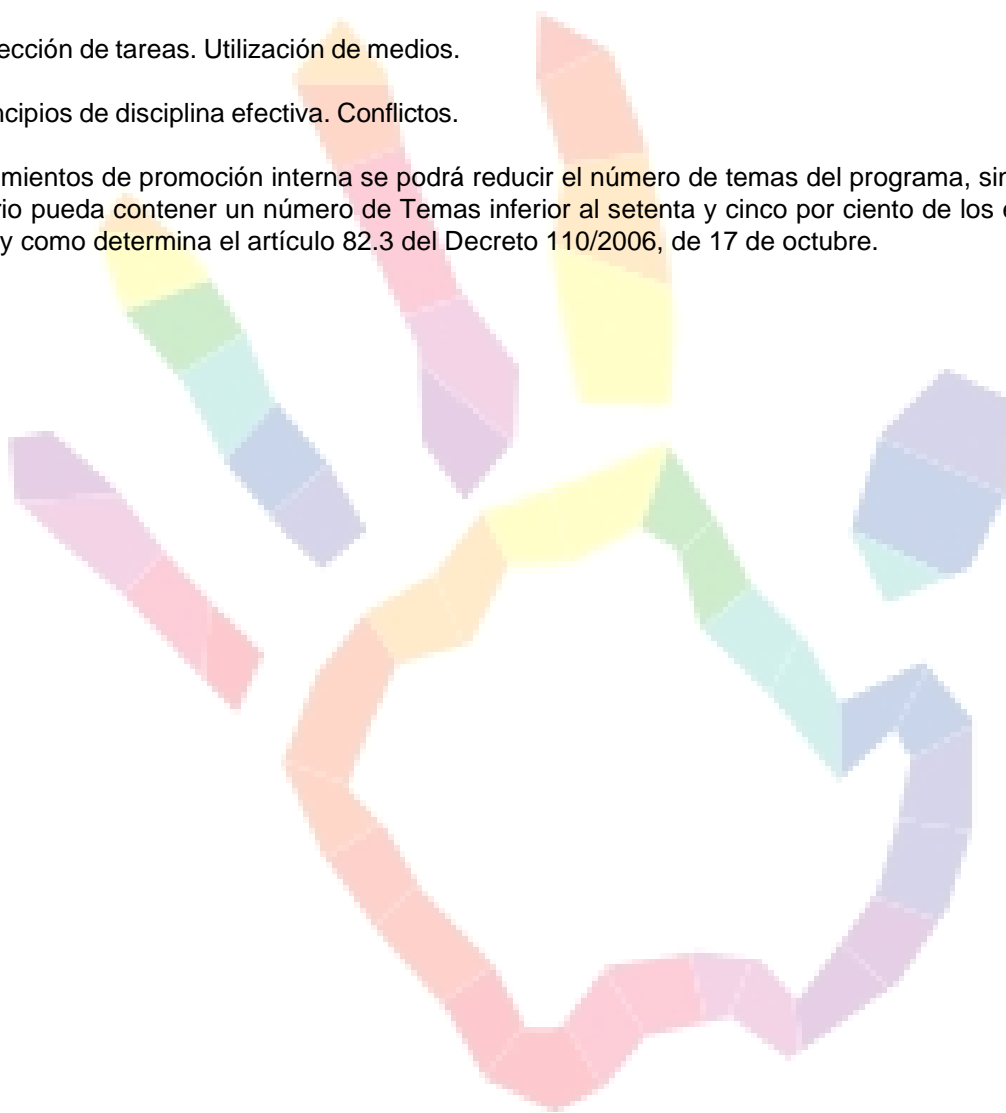 ección de tareas. Utilización de medios.
ncipios de disciplina efectiva. Conflictos.
mientos de promoción interna se podrá reducir el número de temas del programa, sin
rio pueda contener un número de Temas inferior al setenta y cinco por ciento de los e
y como determina el artículo 82.3 del Decreto 110/2006, de 17 de octubre.